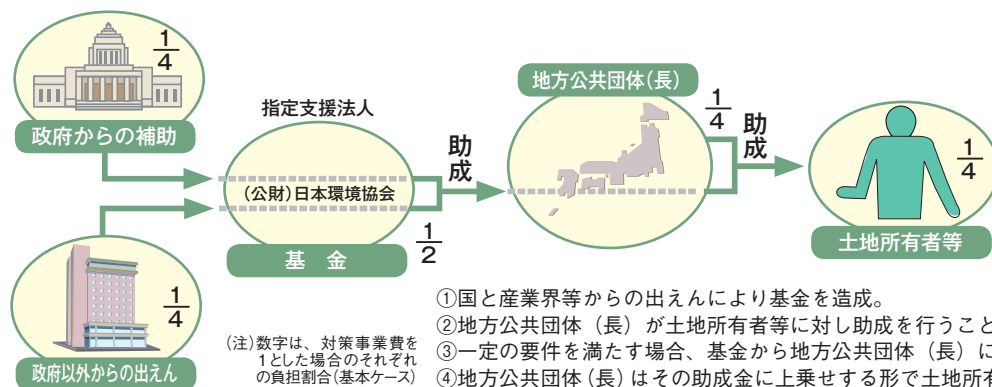 1/4
政府からの補助
指定支援法人
(公財)日本環境協会
基 金
助成
1/2
地方公共団体(長)
1/4
助成
1/4
土地所有者等
1/4
政府以外からの出えん
(注)数字は、対策事業費を
1とした場合のそれぞれ
の負担割合(基本ケース)
①国と産業界等からの出えんにより基金を造成。
②地方公共団体（長）が土地所有者等に対し助成を行うこと
③一定の要件を満たす場合、基金から地方公共団体（長）に
④地方公共団体(長)はその助成金に上乗せする形で土地所有